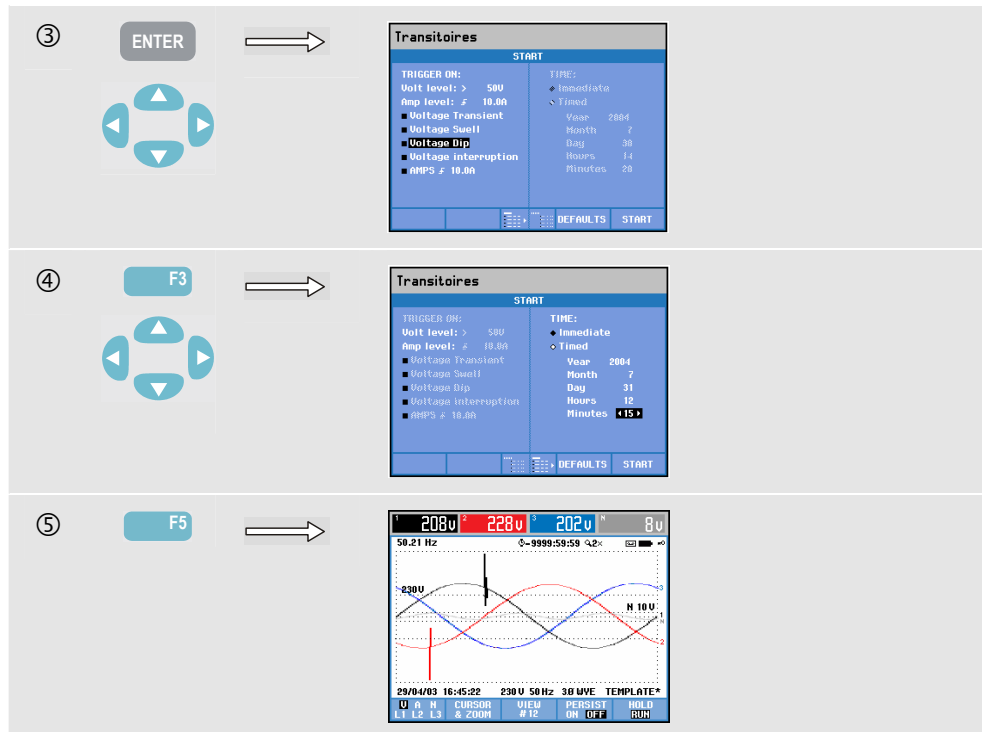 ③
ENTER
Transitoires
START
TRIGGER ON:
Volt level: > 50V
Amp level: 10.0A
Voltage Transient
Voltage Swell
Voltage Dip
Voltage interruption
AMPS 10.0A
TIME:
Immediate
Timed
Year 2004
Month 7
Day 30
Hours 14
Minutes 20
DEFAULTS START
④
F3
Transitoires
START
TRIGGER ON:
Volt level: > 50V
Amp level: 10.0A
Voltage Transient
Voltage Swell
Voltage Dip
Voltage interruption
AMPS 10.0A
TIME:
Immediate
Timed
Year 2004
Month 7
Day 31
Hours 12
Minutes 15
DEFAULTS START
⑤
F5
1 208V 2 228V 3 202V N 8V
50.21 Hz -9999:59:59 2×
230V
N 10V
3
1
N
2
29/04/03 16:45:22 230V 50Hz 3Ø WYE TEMPLATE*
V A N CURSOR VIEW PERSIST HOLD
L1 L2 L3 & ZOOM #12 ON OFF RUN